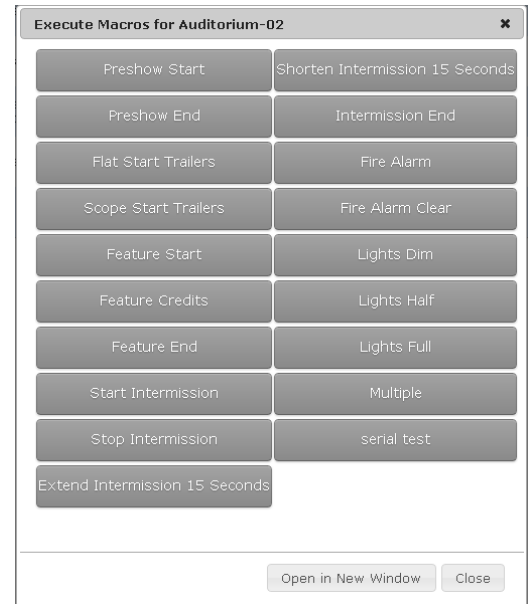 Execute Macros for Auditorium-02 ×
Preshow Start
Shorten Intermission 15 Seconds
Preshow End
Intermission End
Flat Start Trailers
Fire Alarm
Scope Start Trailers
Fire Alarm Clear
Feature Start
Lights Dim
Feature Credits
Lights Half
Feature End
Lights Full
Start Intermission
Multiple
Stop Intermission
serial test
Extend Intermission 15 Seconds
Open in New Window
Close